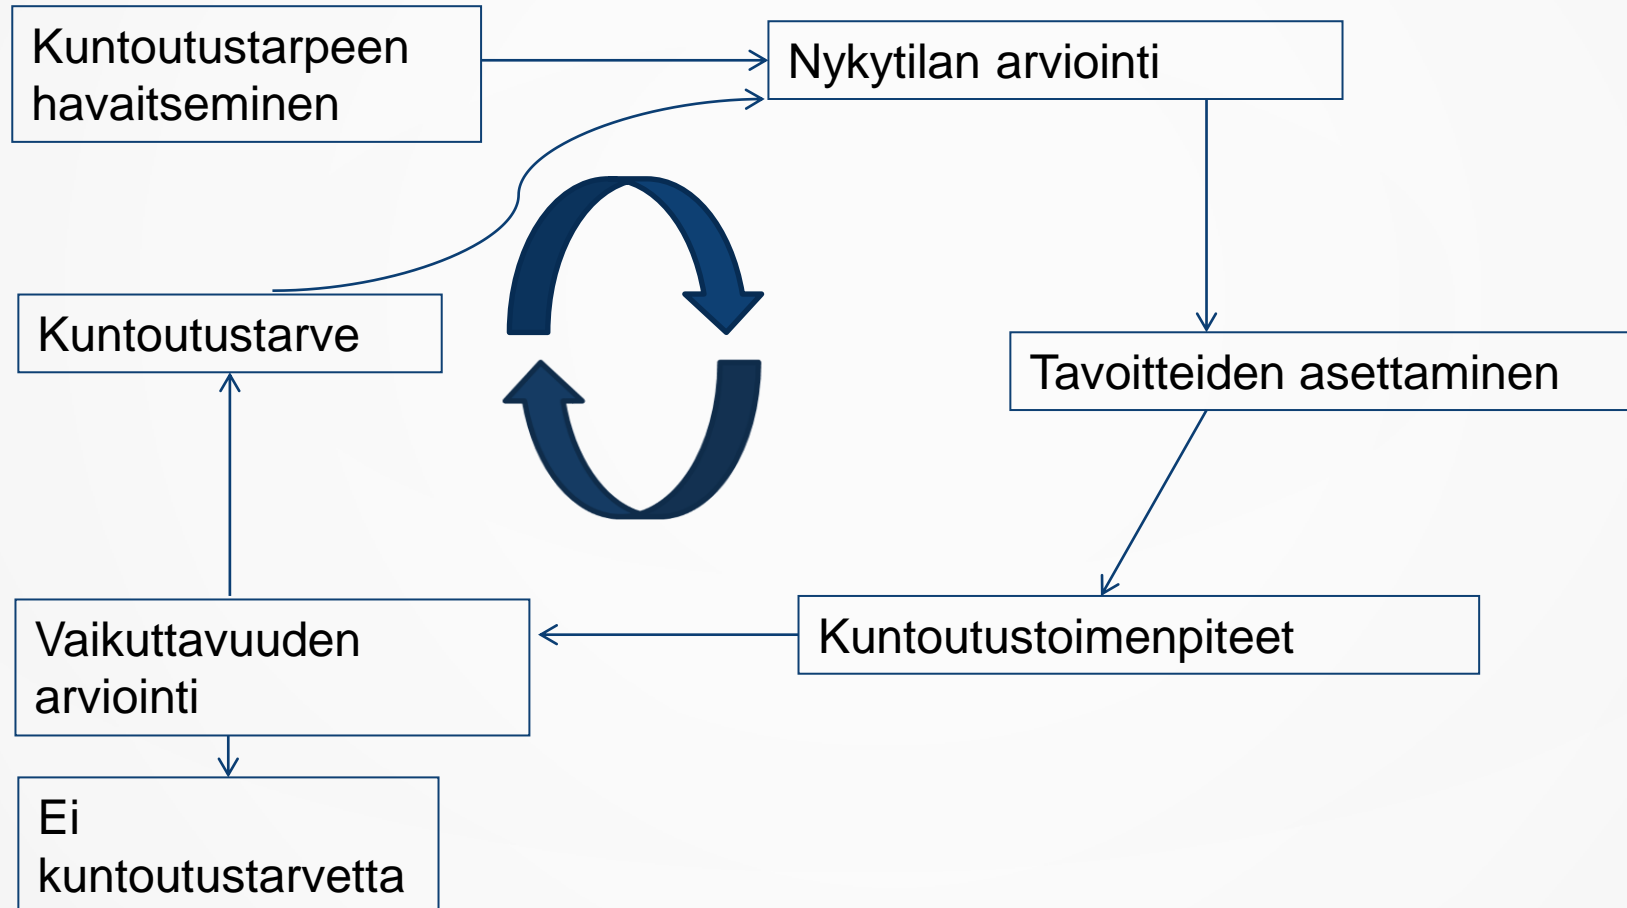 Kuntoutustarpeen
havaitseminen
Nykytilan arviointi
Kuntoutustarve
Tavoitteiden asettaminen
Vaikuttavuuden
arviointi
Kuntoutustoimenpiteet
Ei
kuntoutustarvetta